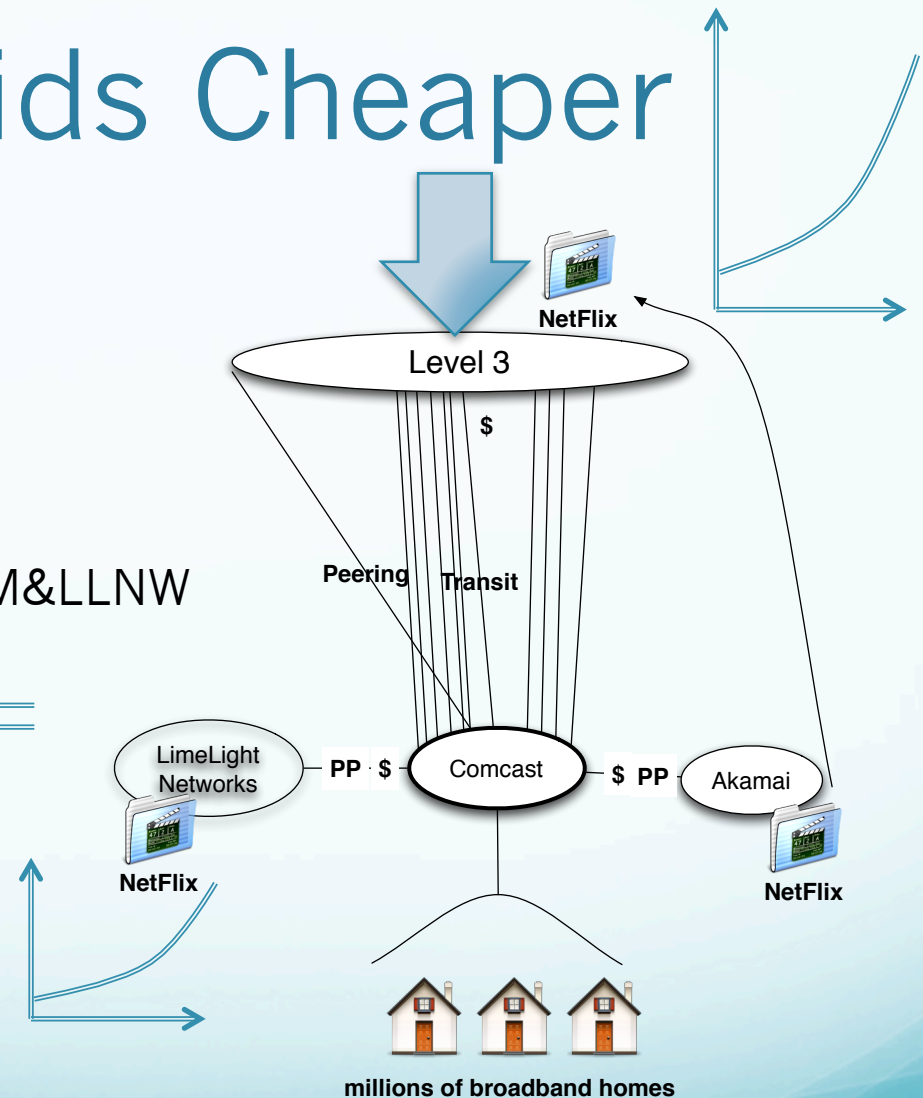 ids Cheaper
NetFlix
Level 3
$
Peering
Transit
M&LLNW
LimeLight
Networks
PP $
Comcast
$ PP
Akamai
NetFlix
NetFlix
millions of broadband homes